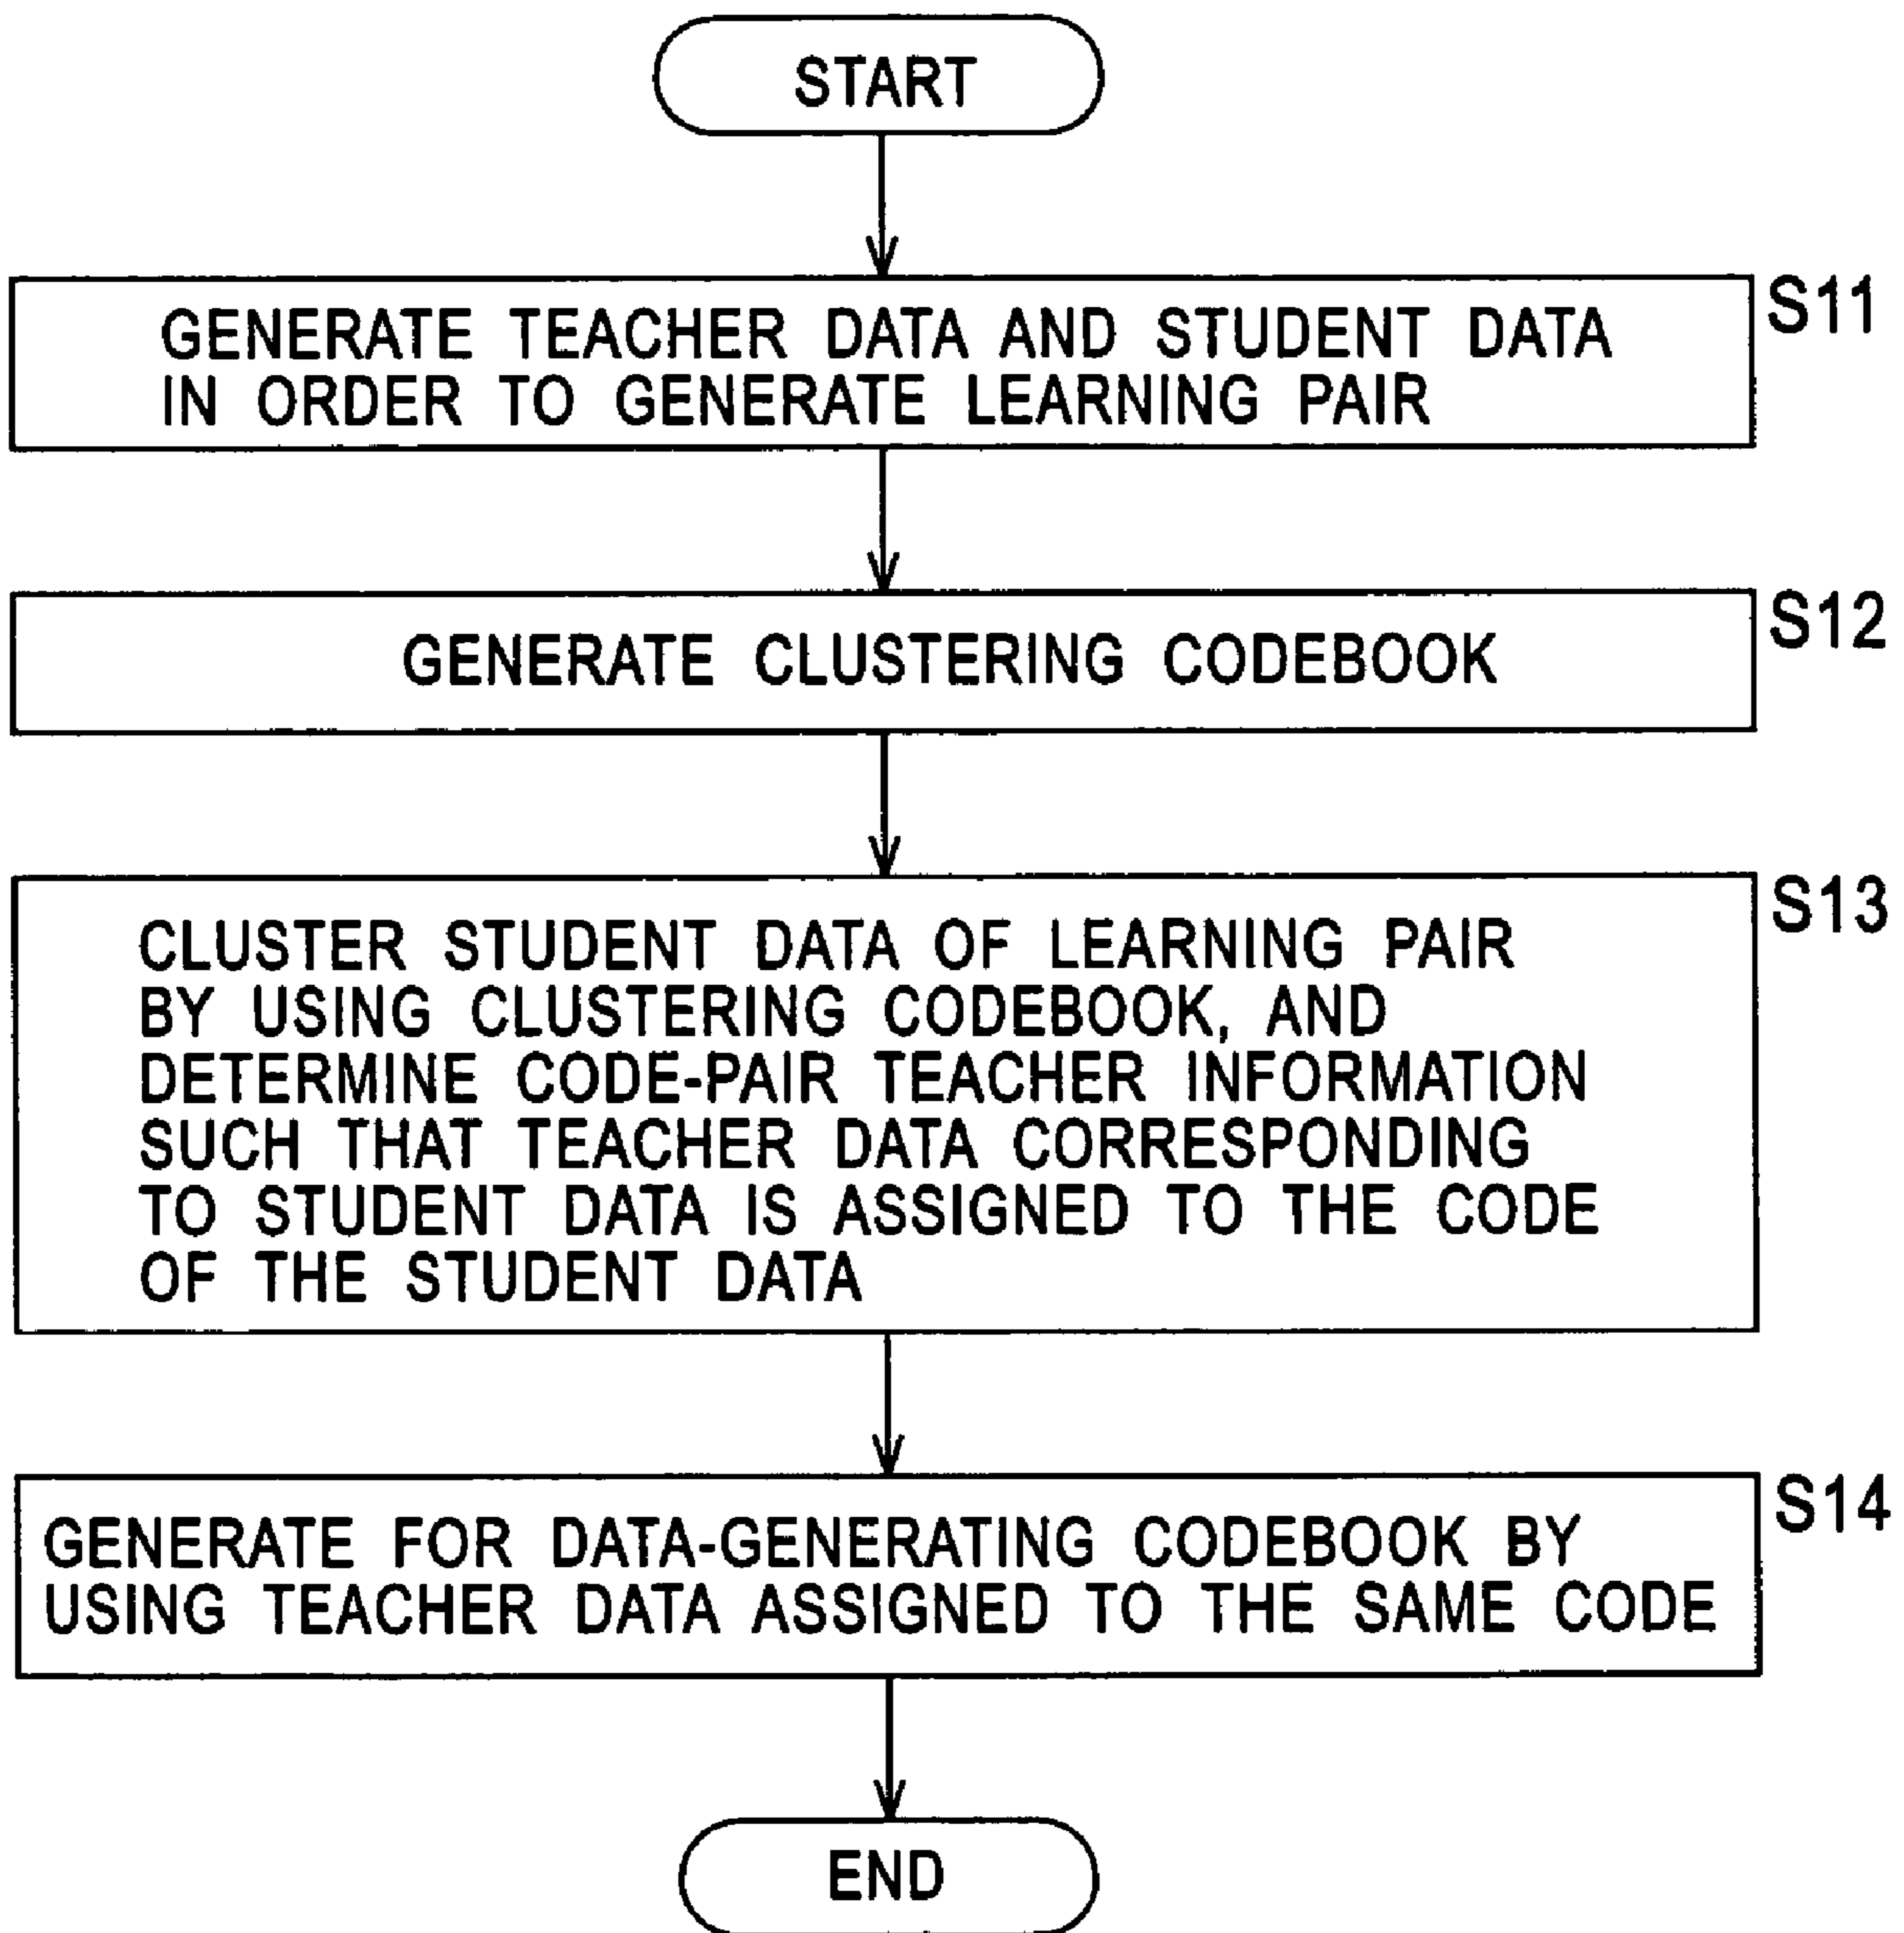 START
S11
GENERATE TEACHER DATA AND STUDENT DATA
IN ORDER TO GENERATE LEARNING PAIR
S12
GENERATE CLUSTERING CODEBOOK
S13
CLUSTER STUDENT DATA OF LEARNING PAIR
BY USING CLUSTERING CODEBOOK, AND
DETERMINE CODE-PAIR TEACHER INFORMATION
SUCH THAT TEACHER DATA CORRESPONDING
TO STUDENT DATA IS ASSIGNED TO THE CODE
OF THE STUDENT DATA
S14
GENERATE FOR DATA-GENERATING CODEBOOK BY
USING TEACHER DATA ASSIGNED TO THE SAME CODE
END